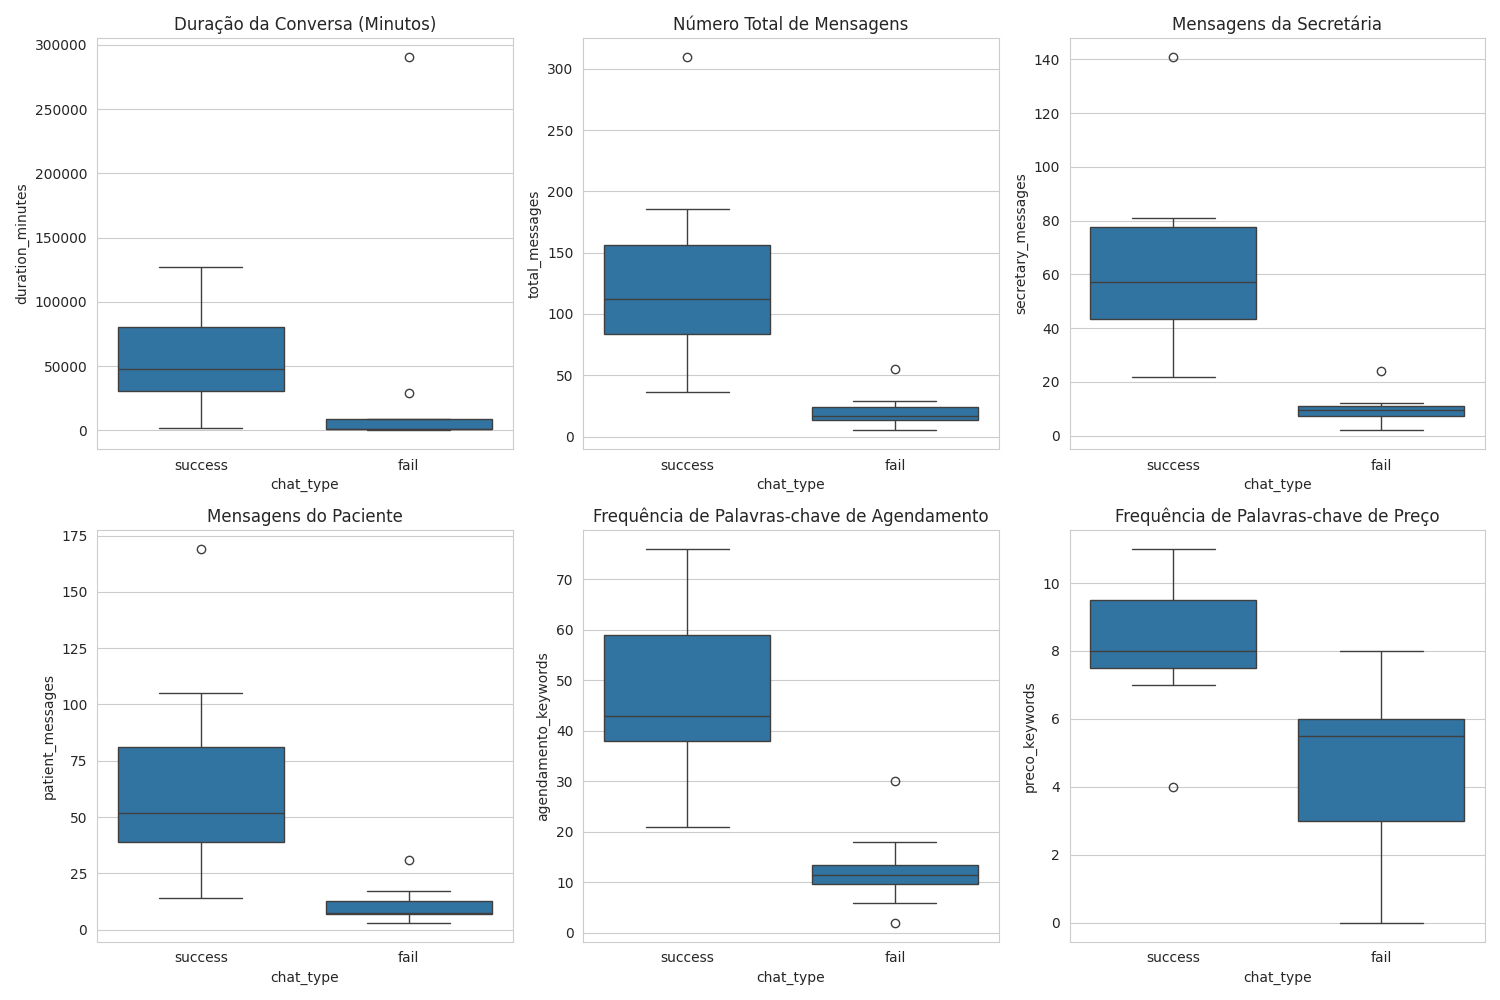 Duração da Conversa (Minutos)
300000
250000
200000
150000
100000
50000
0
duration_minutes
success
fail
chat_type
Número Total de Mensagens
300
250
200
150
100
50
0
total_messages
success
fail
chat_type
Mensagens da Secretária
140
120
100
80
60
40
20
0
secretary_messages
success
fail
chat_type
Mensagens do Paciente
175
150
125
100
75
50
25
0
patient_messages
success
fail
chat_type
Frequência de Palavras-chave de Agendamento
70
60
50
40
30
20
10
0
agendamento_keywords
success
fail
chat_type
Frequência de Palavras-chave de Preço
10
8
6
4
2
0
preco_keywords
success
fail
chat_type